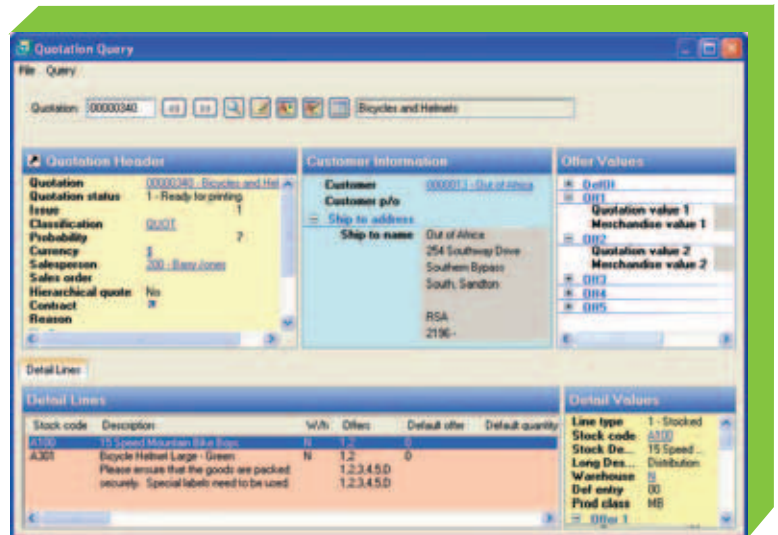 Quotation Query
File Query
Quotation: 00000340 Bicycles and Helmets
Quotation Header
Quotation 00000340 - Bicycles and Hel
Quotation status 1 - Ready for printing
Issue 1
Classification QUOT
Probability 7
Currency $
Salesperson 200 - Barry Jones
Sales order
Hierarchical quote No
Contract
Reason
Customer Information
Customer 0000013 - Out of Africa
Customer p/o
Ship to address
Ship to name Out of Africa
254 Southway Drive
Southern Bypass
South, Sandton
RSA
2196-
Offer Values
Off1
Quotation value 1
Merchandise value 1
Off2
Quotation value 2
Merchandise value 2
Off3
Off4
Off5
Detail Lines
Detail Lines
Stock code Description W/h Offers Default offer Default quantity
A100 15 Speed Mountain Bike Boys N 1,2 0
A301 Bicycle Helmet Large - Green N 1,2 0
Please ensure that the goods are packed 1,2,3,4,5,D
securely. Special labels need to be used 1,2,3,4,5,D
Detail Values
Line type 1 - Stocked
Stock code A100
Stock De... 15 Speed ...
Long Des... Distribution
Warehouse N
Def entry 00
Prod class MB
Offer 1